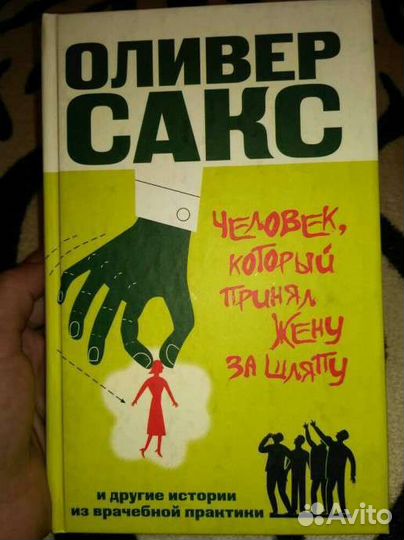 ОЛИВЕР
САКС
ЧЕЛОВЕК,
КОТОРЫЙ
ПРИНЯЛ
ЖЕНУ
ЗА ШЛЯПУ
и другие истории
из врачебной практики
Avito